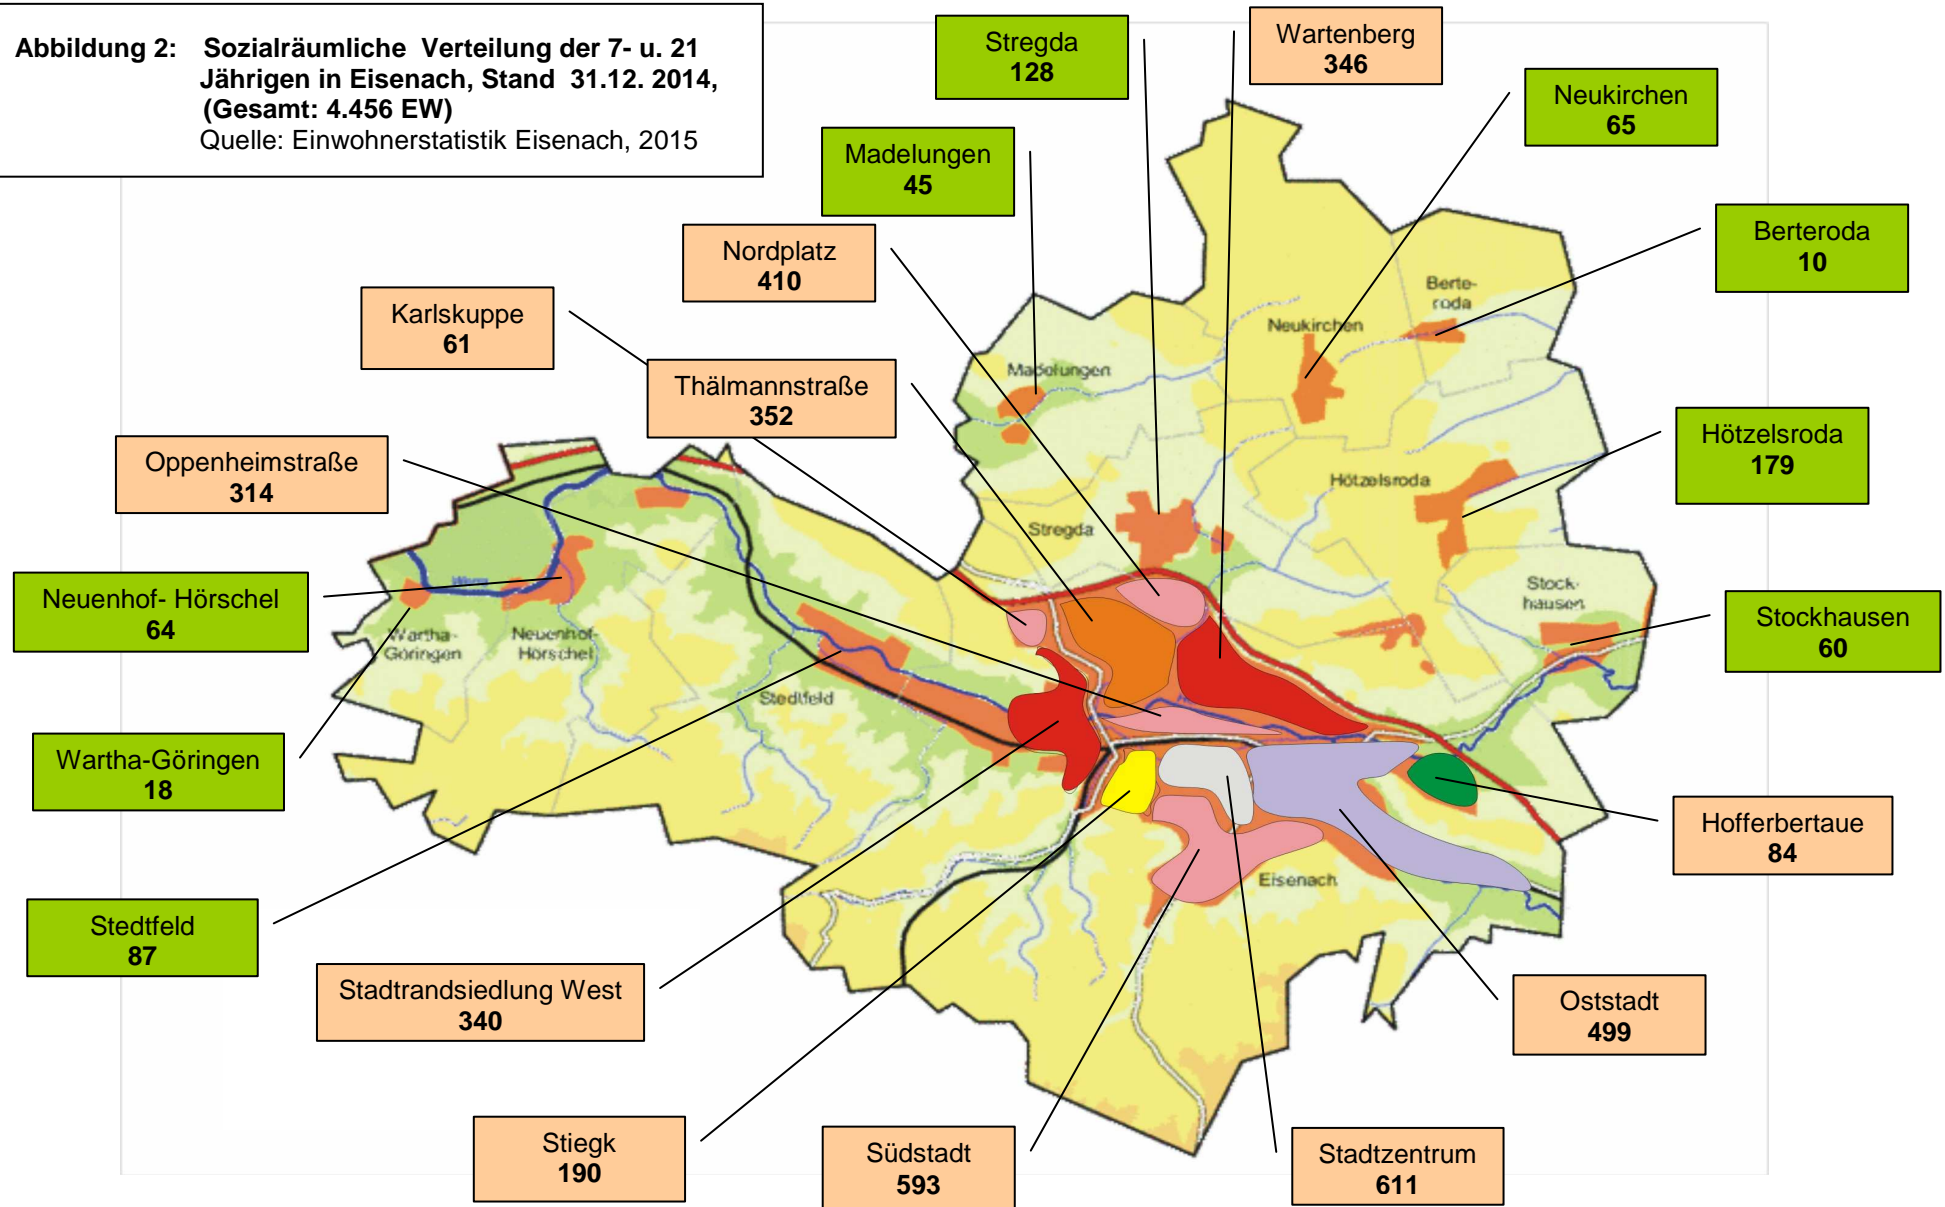 Abbildung 2: Sozialräumliche Verteilung der 7- u. 21
Jährigen in Eisenach, Stand 31.12. 2014,
(Gesamt: 4.456 EW)
Quelle: Einwohnerstatistik Eisenach, 2015
Stregda
128
Wartenberg
346
Neukirchen
65
Madelungen
45
Berteroda
10
Nordplatz
410
Karlskuppe
61
Thälmannstraße
352
Hötzelsroda
179
Oppenheimstraße
314
Neuenhof- Hörschel
64
Stockhausen
60
Wartha-Göringen
18
Hofferbertaue
84
Stedtfeld
87
Stadtrandsiedlung West
340
Oststadt
499
Stiegk
190
Südstadt
593
Stadtzentrum
611
Berte-
roda
Neukirchen
Madelungen
Hötzelsroda
Stregda
Stock-
hausen
Werra
Wartha-
Göringen
Neuenhof-
Hörschel
Stedtfeld
Eisenach